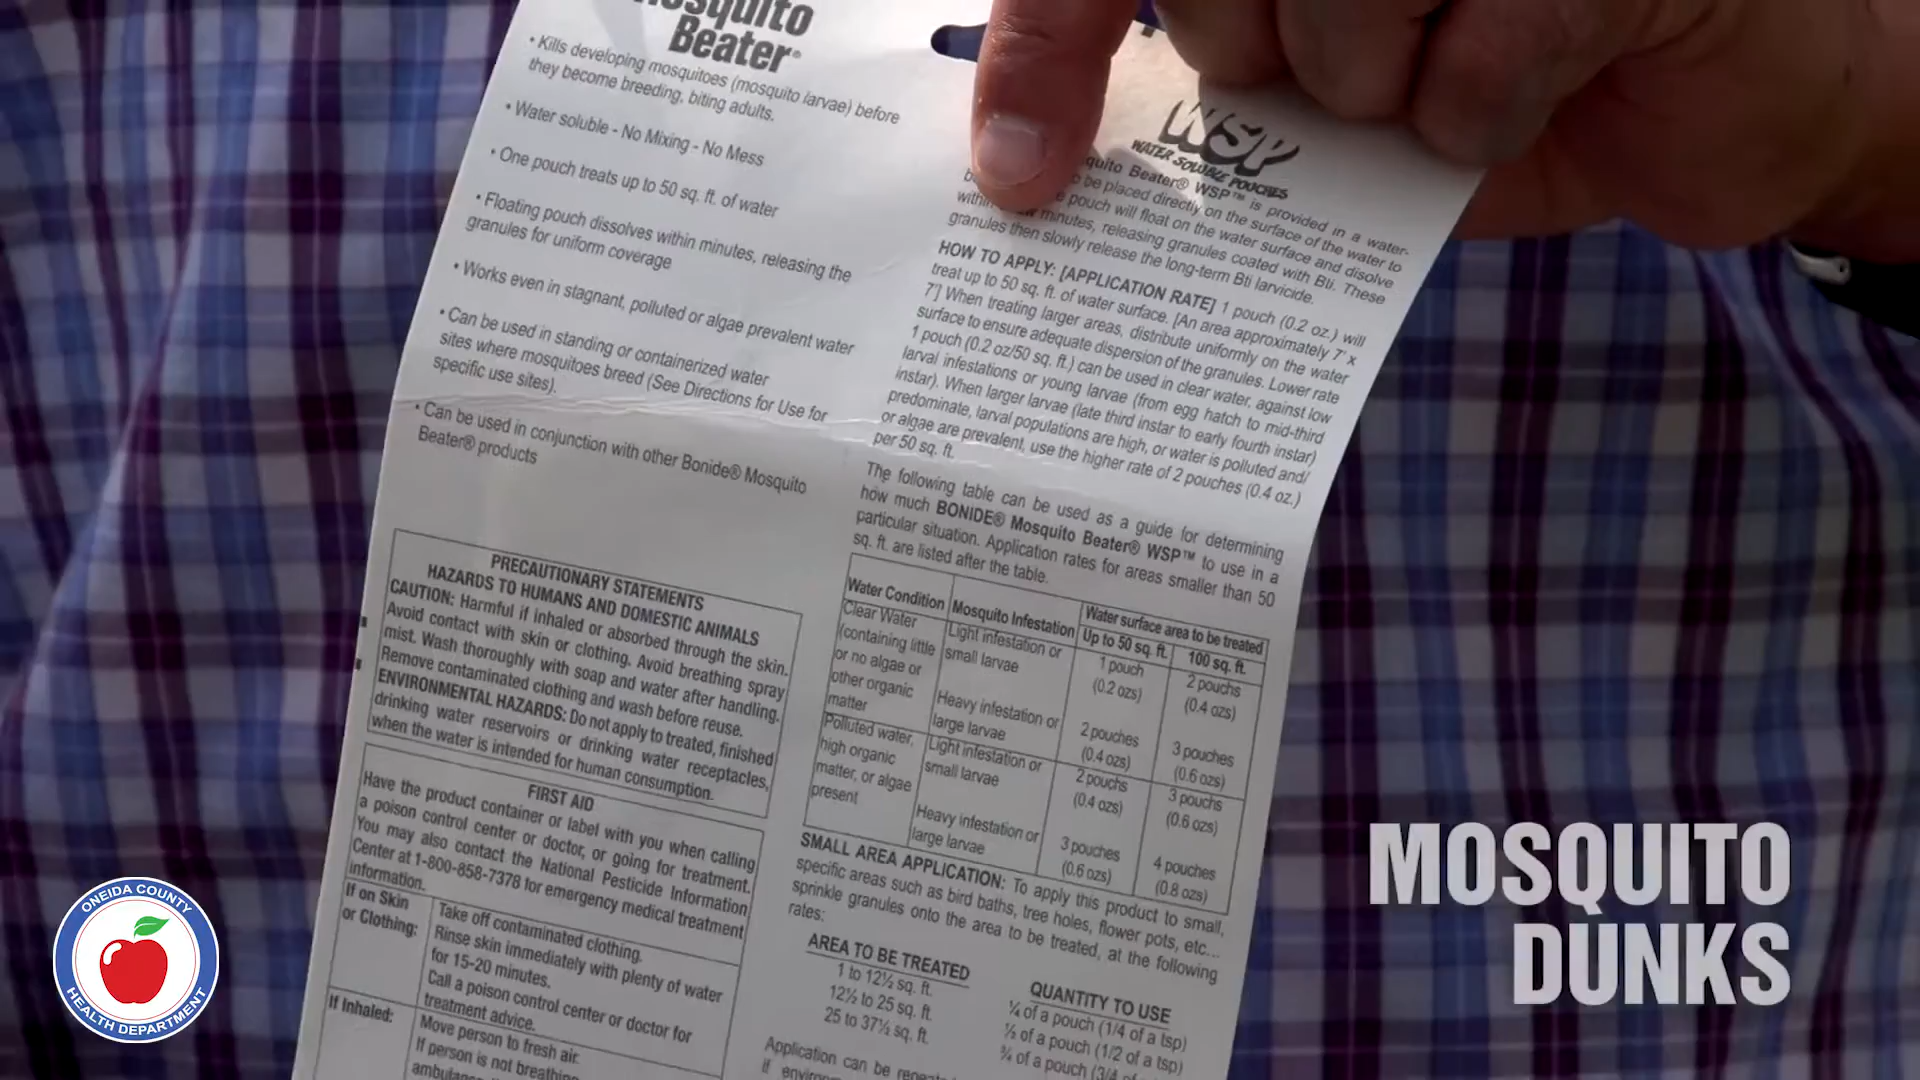 Mosquito
Beater®
• Kills developing mosquitoes (mosquito larvae) before
they become breeding, biting adults.
• Water soluble - No Mixing - No Mess
• One pouch treats up to 50 sq. ft. of water
• Floating pouch dissolves within minutes, releasing the
granules for uniform coverage
• Works even in stagnant, polluted or algae prevalent water
• Can be used in standing or containerized water
sites where mosquitoes breed (See Directions for Use for
specific use sites).
• Can be used in conjunction with other Bonide® Mosquito
Beater® products
PRECAUTIONARY STATEMENTS
HAZARDS TO HUMANS AND DOMESTIC ANIMALS
CAUTION: Harmful if inhaled or absorbed through the skin.
Avoid contact with skin or clothing. Avoid breathing spray
mist. Wash thoroughly with soap and water after handling.
Remove contaminated clothing and wash before reuse.
ENVIRONMENTAL HAZARDS: Do not apply to treated, finished
drinking water reservoirs or drinking water receptacles,
when the water is intended for human consumption.
FIRST AID
Have the product container or label with you when calling
a poison control center or doctor, or going for treatment.
You may also contact the National Pesticide Information
Center at 1-800-858-7378 for emergency medical treatment
information.
If on Skin
or Clothing:
Take off contaminated clothing.
Rinse skin immediately with plenty of water
for 15-20 minutes.
Call a poison control center or doctor for
treatment advice.
If Inhaled:
Move person to fresh air.
If person is not breathing
WSP
WATER SOLUBLE POUCHES
Beater® WSP™ is provided in a water-
be placed directly on the surface of the water to
pouch will float on the water surface and disolve
within minutes, releasing granules coated with Bti. These
granules then slowly release the long-term Bti larvicide.
HOW TO APPLY: [APPLICATION RATE] 1 pouch (0.2 oz.) will
treat up to 50 sq. ft. of water surface. [An area approximately 7' x
7'] When treating larger areas, distribute uniformly on the water
surface to ensure adequate dispersion of the granules. Lower rate
1 pouch (0.2 oz/50 sq. ft.) can be used in clear water, against low
larval infestations or young larvae (from egg hatch to mid-third
instar). When larger larvae (late third instar to early fourth instar)
predominate, larval populations are high, or water is polluted and/
or algae are prevalent, use the higher rate of 2 pouches (0.4 oz.)
per 50 sq. ft.
The following table can be used as a guide for determining
how much BONIDE® Mosquito Beater® WSP™ to use in a
particular situation. Application rates for areas smaller than 50
sq. ft. are listed after the table.
Water Condition Mosquito Infestation Water surface area to be treated
Up to 50 sq. ft. 100 sq. ft.
Clear Water
(containing little
or no algae or
other organic
matter
Light infestation or
small larvae
1 pouch
(0.2 ozs)
2 pouchs
(0.4 ozs)
Heavy infestation or
large larvae
2 pouches
(0.4 ozs)
3 pouches
(0.6 ozs)
Polluted water,
high organic
matter, or algae
present
Light infestation or
small larvae
2 pouchs
(0.4 ozs)
3 pouchs
(0.6 ozs)
Heavy infestation or
large larvae
3 pouches
(0.6 ozs)
4 pouches
(0.8 ozs)
SMALL AREA APPLICATION: To apply this product to small,
specific areas such as bird baths, tree holes, flower pots, etc...
sprinkle granules onto the area to be treated, at the following
rates:
AREA TO BE TREATED
1 to 12½ sq. ft.
12½ to 25 sq. ft.
25 to 37½ sq. ft.
QUANTITY TO USE
¼ of a pouch (1/4 of a tsp)
½ of a pouch (1/2 of a tsp)
¾ of a pouch (3/4
Application can be
MOSQUITO
DUNKS
ONEIDA COUNTY
HEALTH DEPARTMENT